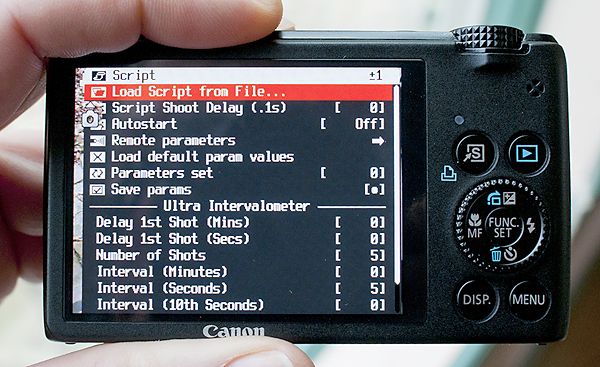 Script ±1
Load Script from File...
Script Shoot Delay (.1s) [ 0]
Autostart [ Off]
Remote parameters
Load default param values
Parameters set [ 0]
Save params [•]
Ultra Intervalometer
Delay 1st Shot (Mins) [ 0]
Delay 1st Shot (Secs) [ 0]
Number of Shots [ 5]
Interval (Minutes) [ 0]
Interval (Seconds) [ 5]
Interval (10th Seconds) [ 0]
Canon
S
MF
FUNC.
SET
DISP.
MENU